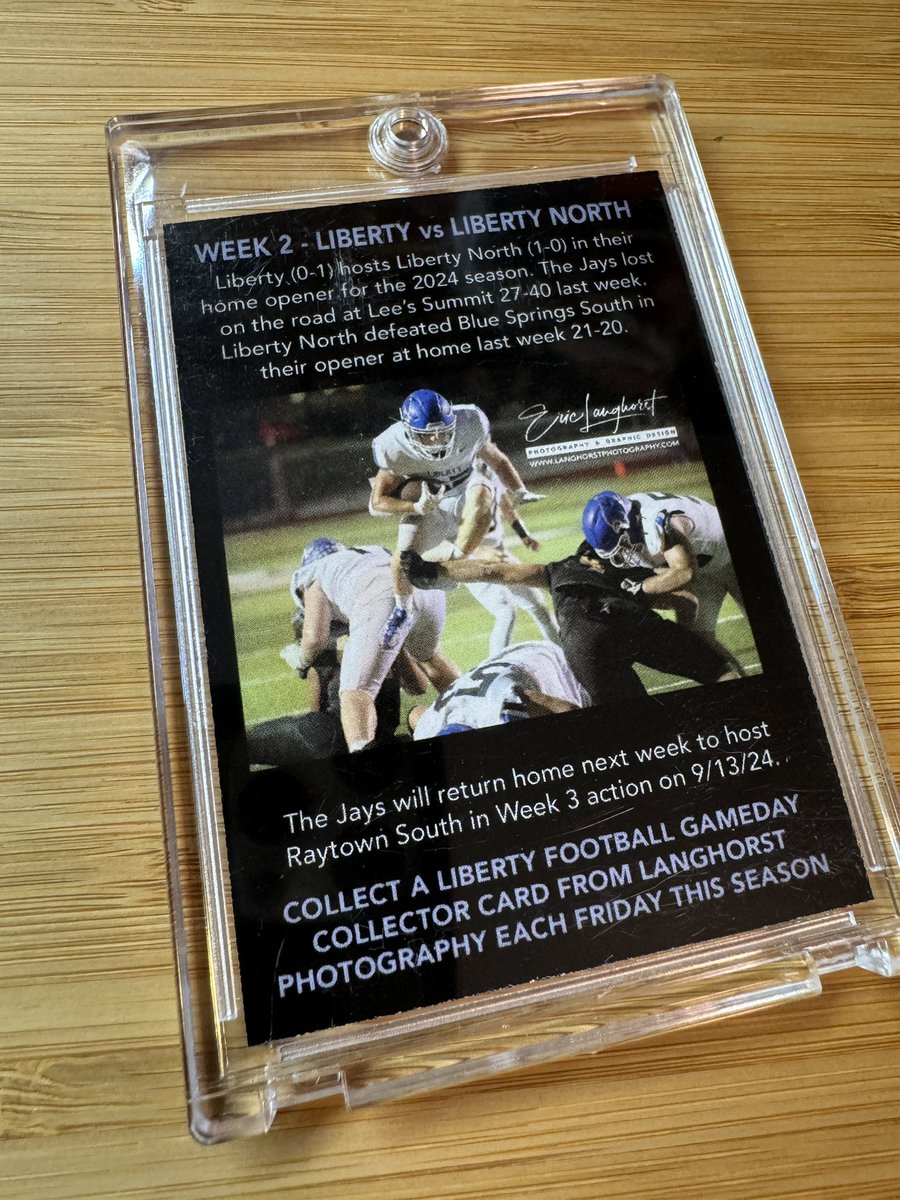 WEEK 2 - LIBERTY vs LIBERTY NORTH
Liberty (0-1) hosts Liberty North (1-0) in their
home opener for the 2024 season. The Jays lost
on the road at Lee's Summit 27-40 last week.
Liberty North defeated Blue Springs South in
their opener at home last week 21-20.
Eric Langhorst
PHOTOGRAPHY & GRAPHIC DESIGN
WWW.LANGHORSTPHOTOGRAPHY.COM
The Jays will return home next week to host
Raytown South in Week 3 action on 9/13/24.
COLLECT A LIBERTY FOOTBALL GAMEDAY
COLLECTOR CARD FROM LANGHORST
PHOTOGRAPHY EACH FRIDAY THIS SEASON